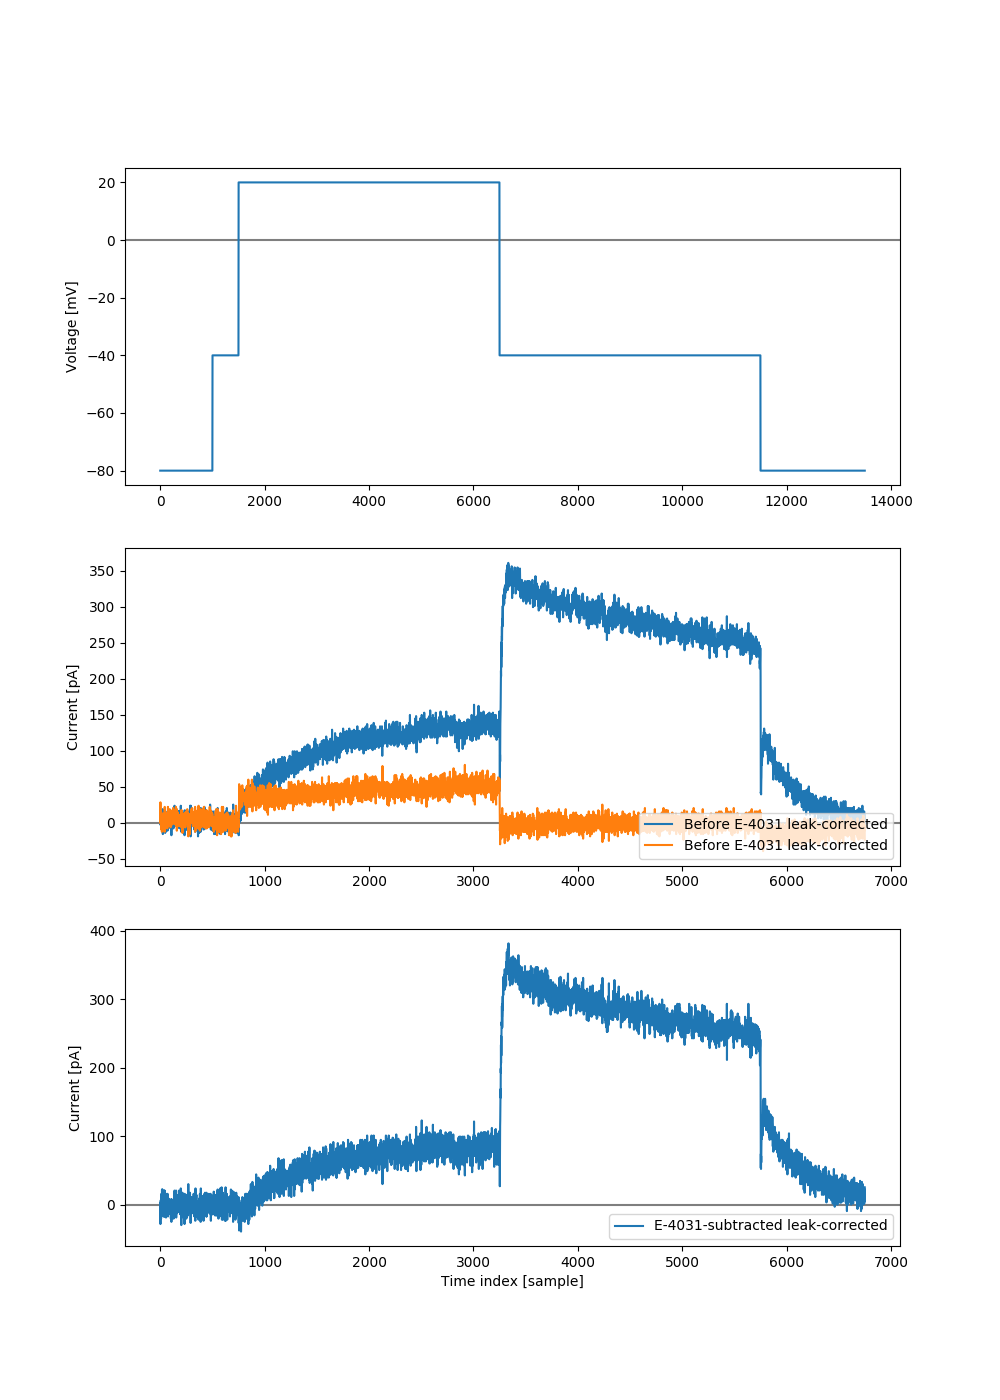 20
0
−20
−40
−60
−80
Voltage [mV]
0 2000 4000 6000 8000 10000 12000 14000
350
300
250
200
150
100
50
0
−50
Current [pA]
Before E-4031 leak-corrected
Before E-4031 leak-corrected
0 1000 2000 3000 4000 5000 6000 7000
400
300
200
100
0
Current [pA]
E-4031-subtracted leak-corrected
0 1000 2000 3000 4000 5000 6000 7000
Time index [sample]